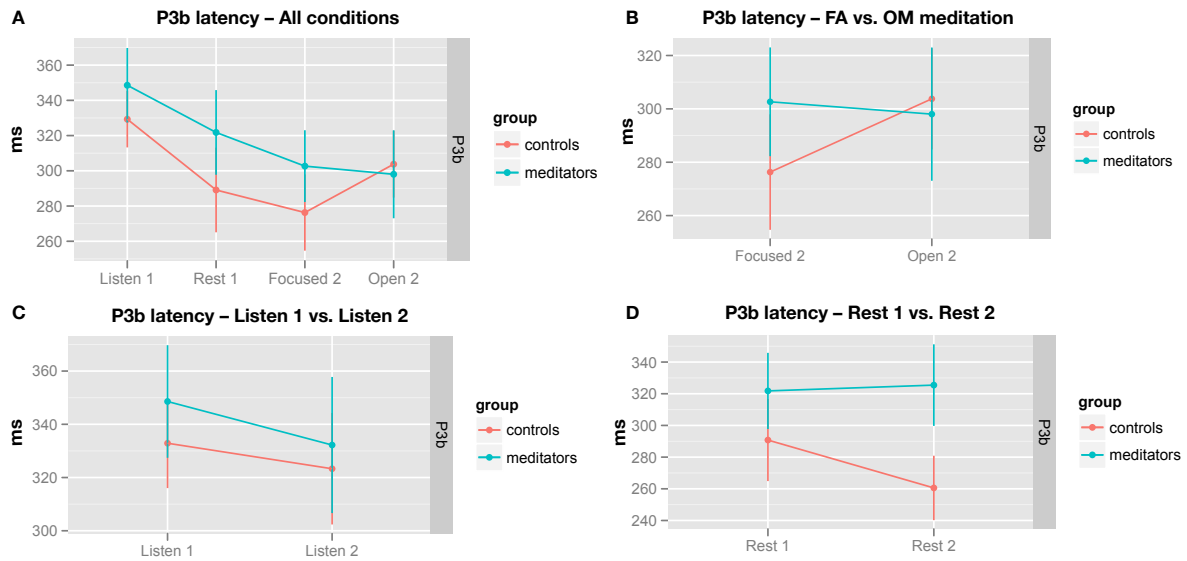 A
P3b latency – All conditions
ms
360
340
320
300
280
260
Listen 1
Rest 1
Focused 2
Open 2
P3b
group
controls
meditators
B
P3b latency – FA vs. OM meditation
ms
320
300
280
260
Focused 2
Open 2
P3b
group
controls
meditators
C
P3b latency – Listen 1 vs. Listen 2
ms
360
340
320
300
Listen 1
Listen 2
P3b
group
controls
meditators
D
P3b latency – Rest 1 vs. Rest 2
ms
340
320
300
280
260
240
Rest 1
Rest 2
P3b
group
controls
meditators